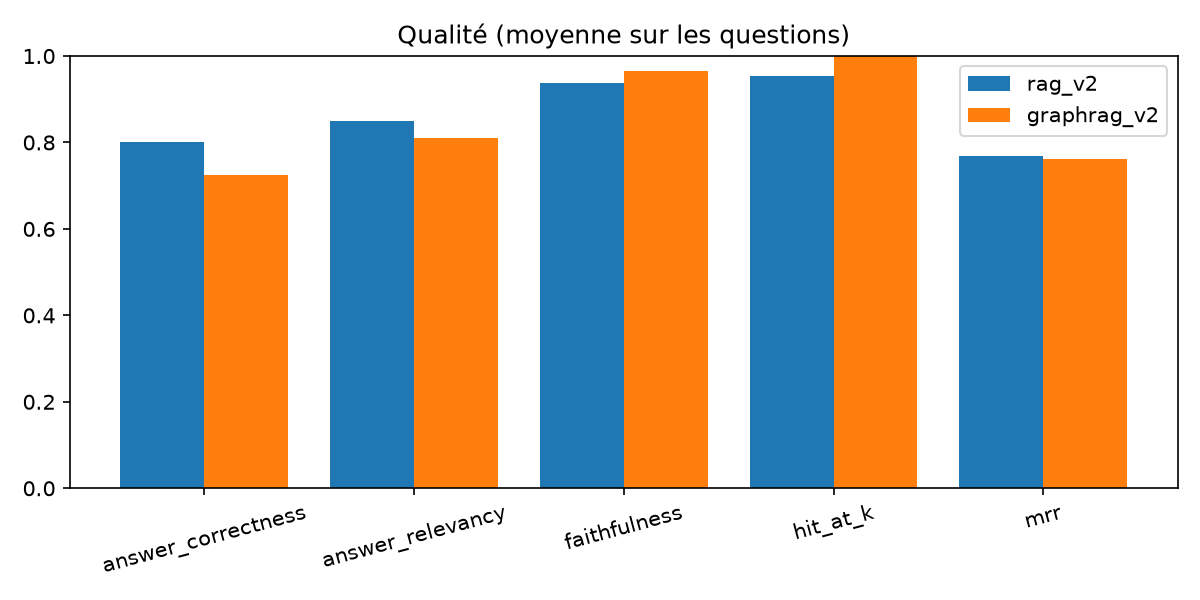 Qualité (moyenne sur les questions)
1.0
0.8
0.6
0.4
0.2
0.0
rag_v2
graphrag_v2
answer_correctness
answer_relevancy
faithfulness
hit_at_k
mrr